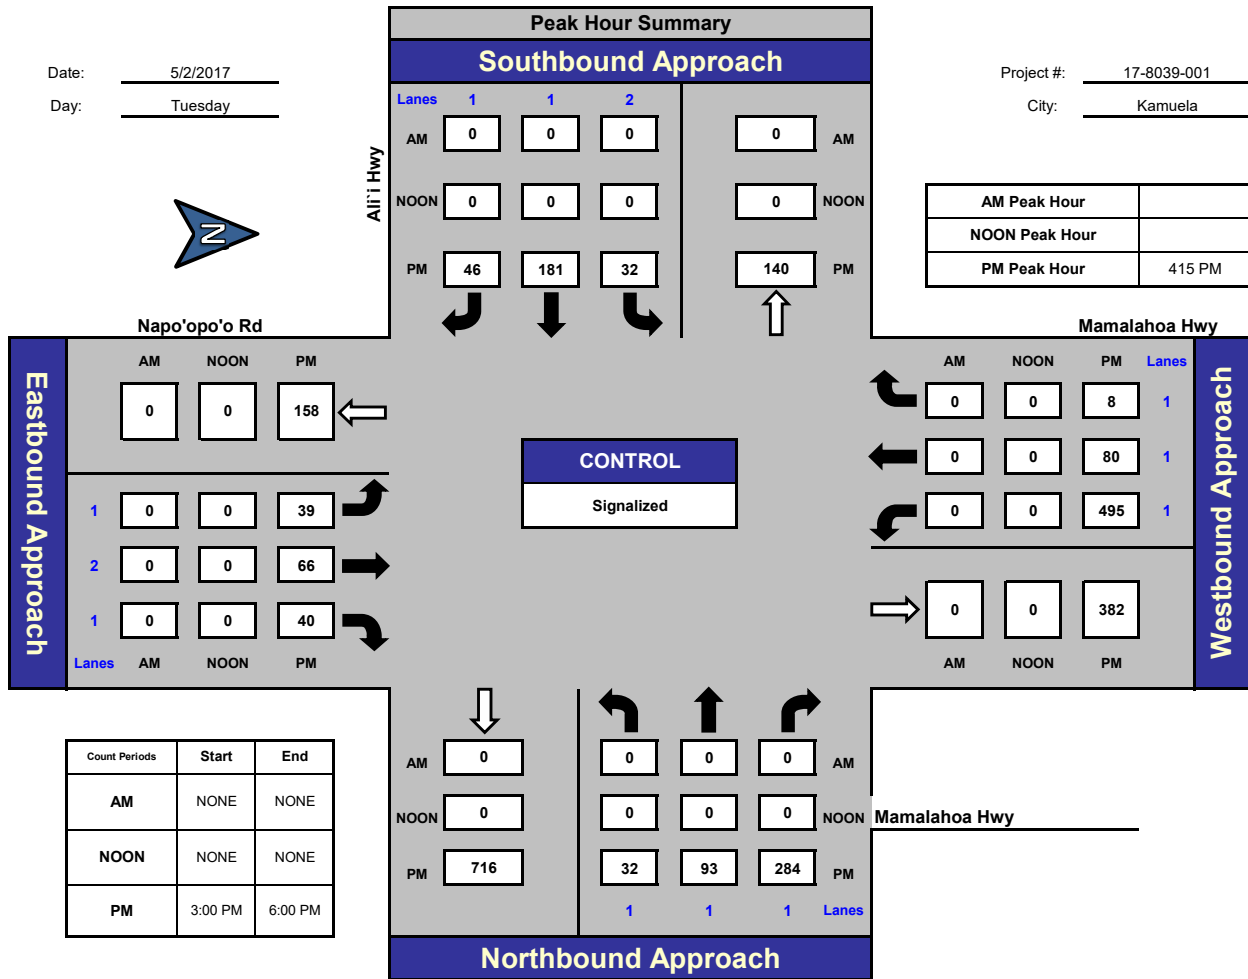 Peak Hour Summary
Southbound Approach
Date: 5/2/2017
Day: Tuesday
Project #: 17-8039-001
City: Kamuela
Ali`i Hwy
Lanes 1 1 2
AM 0 0 0 0 AM
NOON 0 0 0 0 NOON
PM 46 181 32 140 PM
N
AM Peak Hour
NOON Peak Hour
PM Peak Hour 415 PM
Napo'opo'o Rd
Mamalahoa Hwy
Eastbound Approach
AM NOON PM
0 0 158
1 0 0 39
2 0 0 66
1 0 0 40
Lanes AM NOON PM
CONTROL
Signalized
AM NOON PM Lanes
0 0 8 1
0 0 80 1
0 0 495 1
0 0 382
AM NOON PM
Westbound Approach
Count Periods Start End
AM NONE NONE
NOON NONE NONE
PM 3:00 PM 6:00 PM
AM 0 0 0 0 AM
NOON 0 0 0 0 NOON
Mamalahoa Hwy
PM 716 32 93 284 PM
1 1 1 Lanes
Northbound Approach